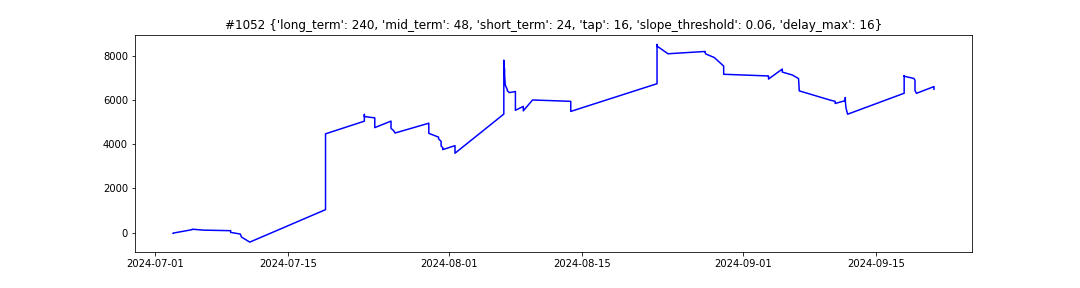 #1052 {'long_term': 240, 'mid_term': 48, 'short_term': 24, 'tap': 16, 'slope_threshold': 0.06, 'delay_max': 16}
8000
6000
4000
2000
0
2024-07-01 2024-07-15 2024-08-01 2024-08-15 2024-09-01 2024-09-15